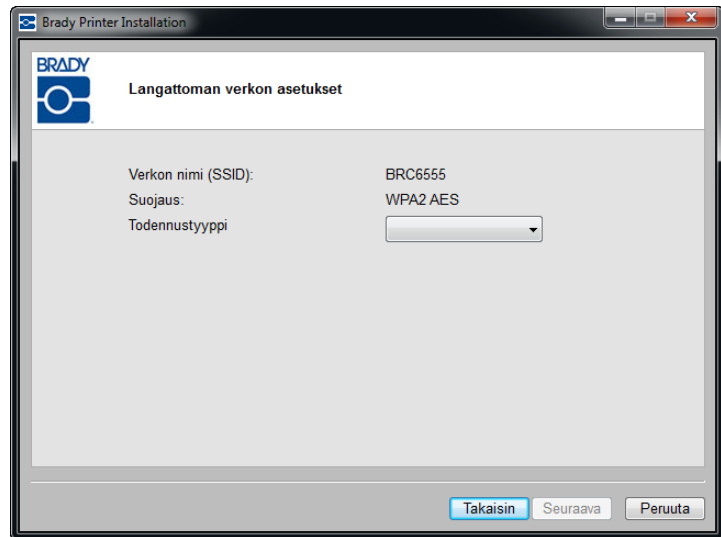 Brady Printer Installation
BRADY
Langattoman verkon asetukset
Verkon nimi (SSID): BRC6555
Suojaus: WPA2 AES
Todennustyyppi
Takaisin Seuraava Peruuta